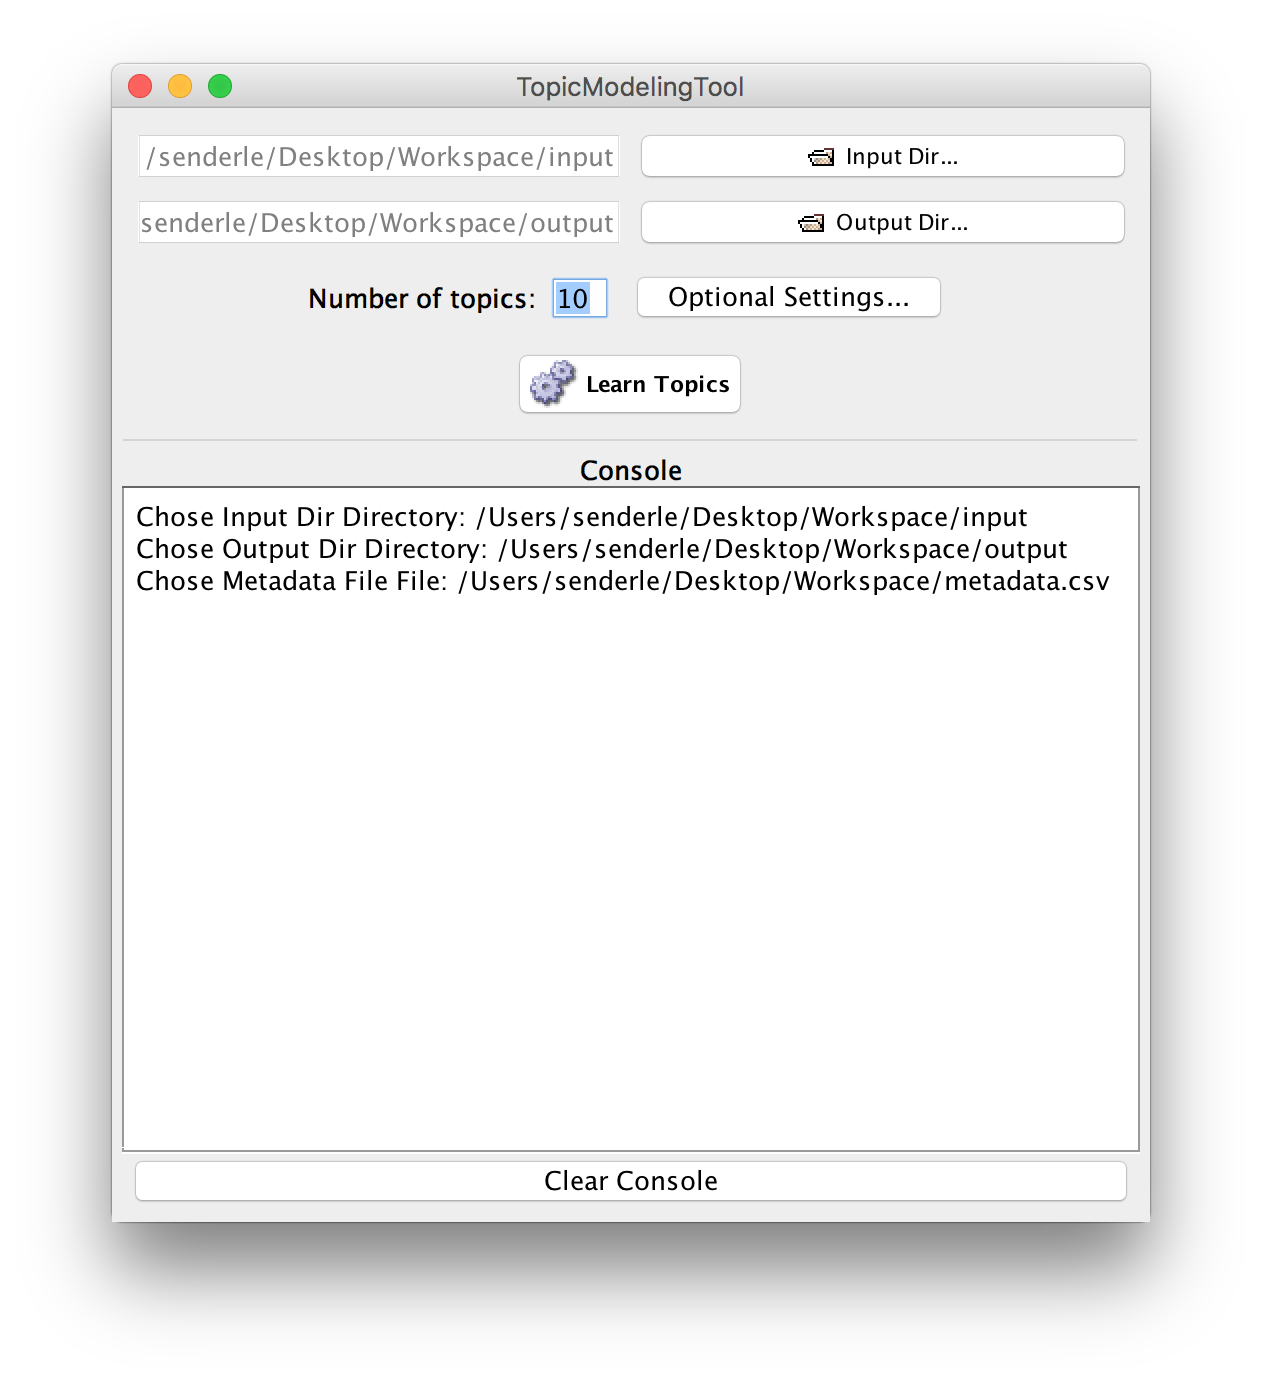 TopicModelingTool
/senderle/Desktop/Workspace/input
Input Dir...
senderle/Desktop/Workspace/output
Output Dir...
Number of topics: 10
Optional Settings...
Learn Topics
Console
Chose Input Dir Directory: /Users/senderle/Desktop/Workspace/input
Chose Output Dir Directory: /Users/senderle/Desktop/Workspace/output
Chose Metadata File File: /Users/senderle/Desktop/Workspace/metadata.csv
Clear Console